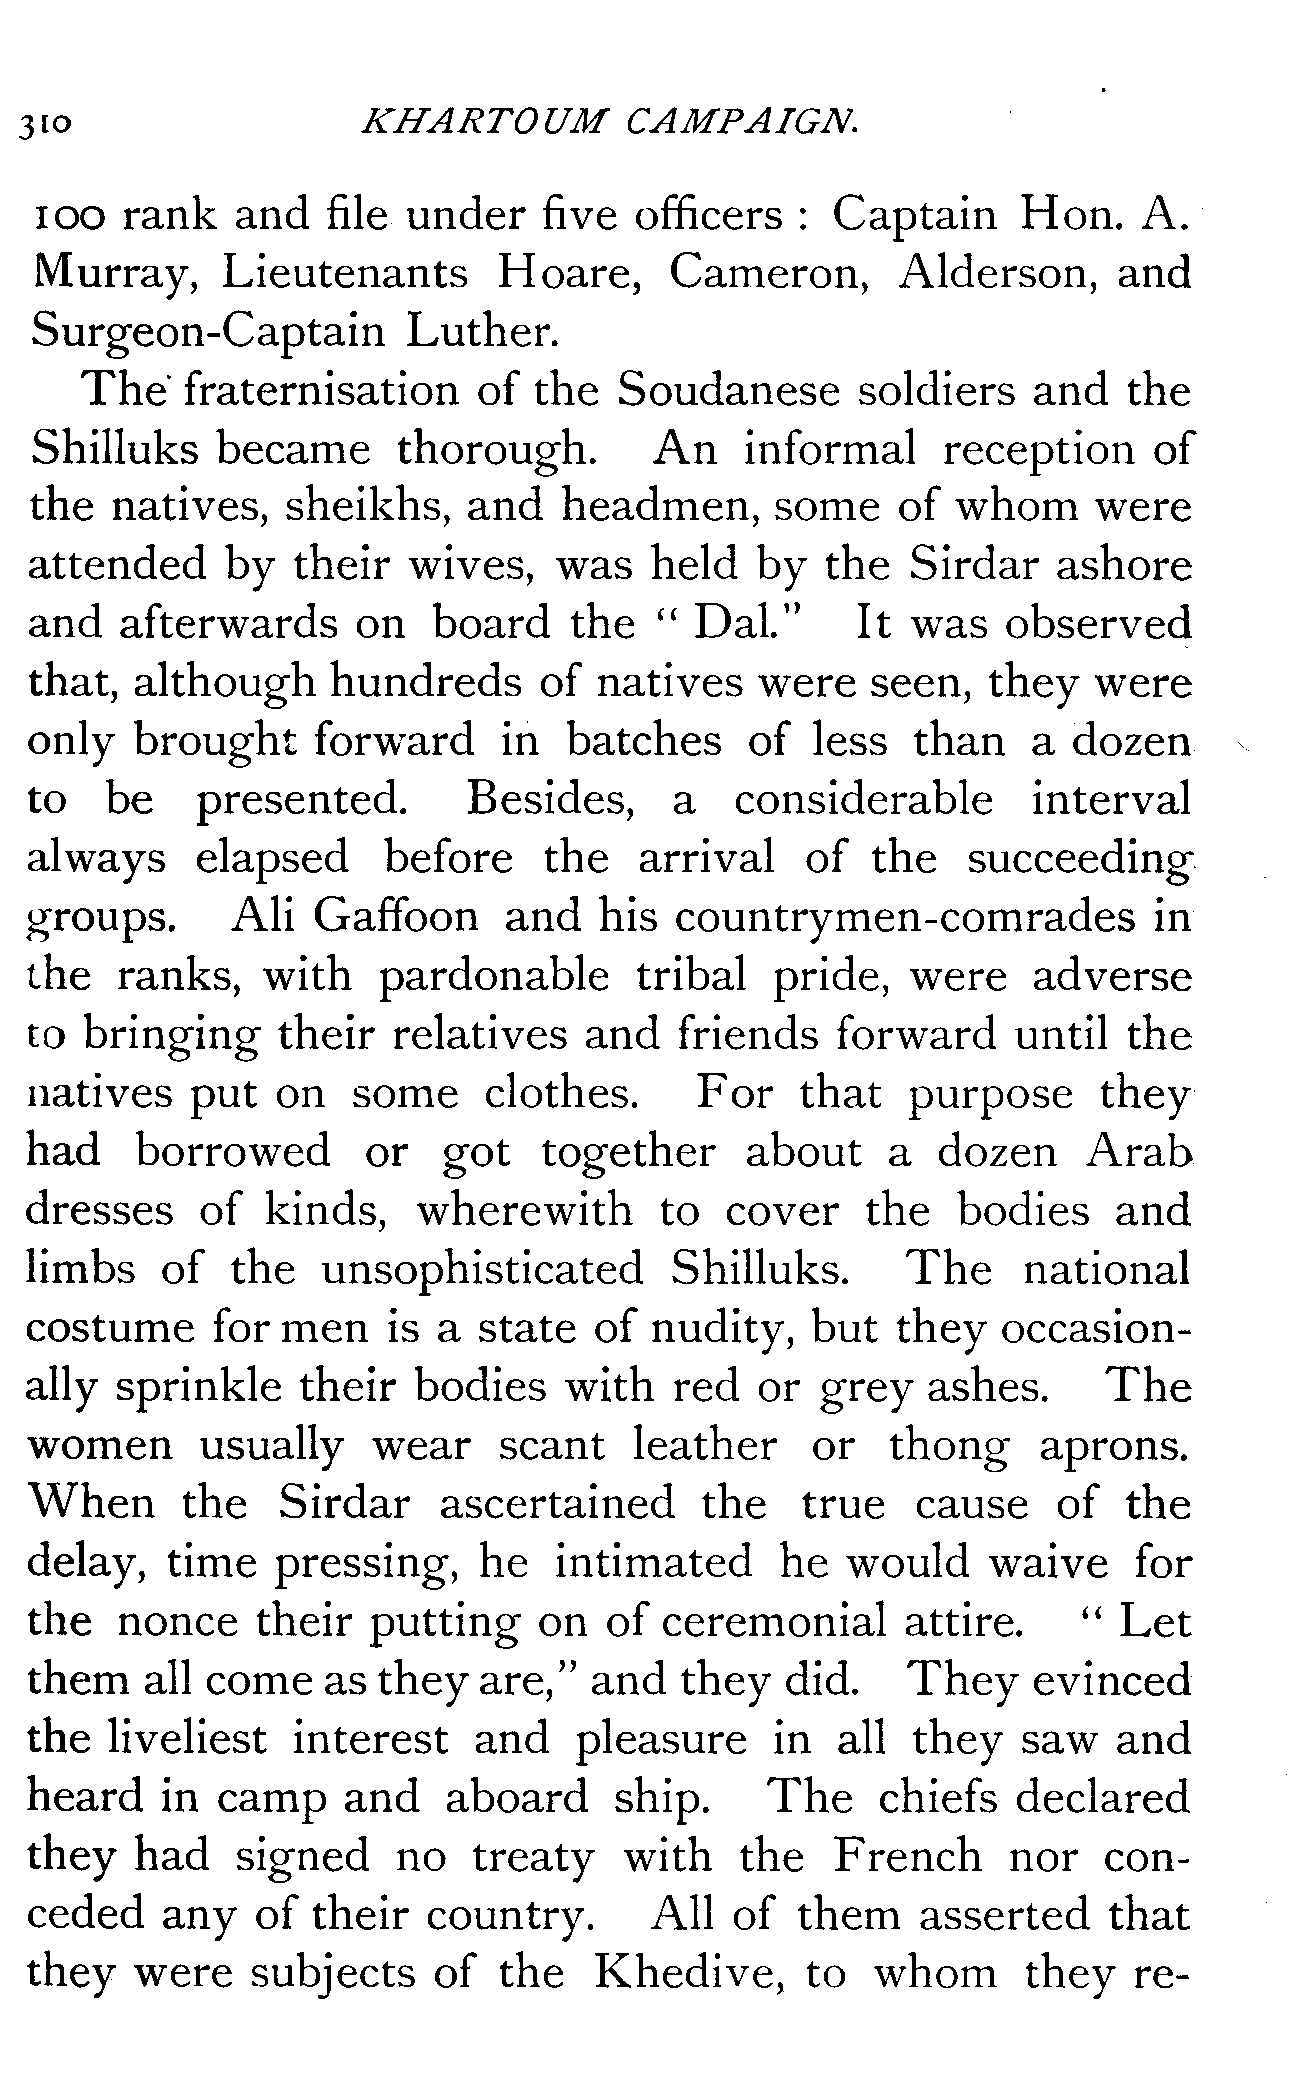 310 KHARTOUM CAMPAIGN.
100 rank and file under five officers : Captain Hon. A.
Murray, Lieutenants Hoare, Cameron, Alderson, and
Surgeon-Captain Luther.
The fraternisation of the Soudanese soldiers and the
Shilluks became thorough. An informal reception of
the natives, sheikhs, and headmen, some of whom were
attended by their wives, was held by the Sirdar ashore
and afterwards on board the “ Dal.” It was observed
that, although hundreds of natives were seen, they were
only brought forward in batches of less than a dozen
to be presented. Besides, a considerable interval
always elapsed before the arrival of the succeeding
groups. Ali Gaffoon and his countrymen-comrades in
the ranks, with pardonable tribal pride, were adverse
to bringing their relatives and friends forward until the
natives put on some clothes. For that purpose they
had borrowed or got together about a dozen Arab
dresses of kinds, wherewith to cover the bodies and
limbs of the unsophisticated Shilluks. The national
costume for men is a state of nudity, but they occasion-
ally sprinkle their bodies with red or grey ashes. The
women usually wear scant leather or thong aprons.
When the Sirdar ascertained the true cause of the
delay, time pressing, he intimated he would waive for
the nonce their putting on of ceremonial attire. “ Let
them all come as they are,” and they did. They evinced
the liveliest interest and pleasure in all they saw and
heard in camp and aboard ship. The chiefs declared
they had signed no treaty with the French nor con-
ceded any of their country. All of them asserted that
they were subjects of the Khedive, to whom they re-